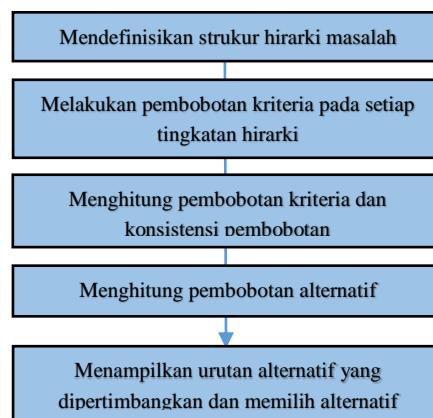 Mendefinisikan strukur hirarki masalah
Melakukan pembobotan kriteria pada setiap
tingkatan hirarki
Menghitung pembobotan kriteria dan
konsistensi pembobotan
Menghitung pembobotan alternatif
Menampilkan urutan alternatif yang
dipertimbangkan dan memilih alternatif